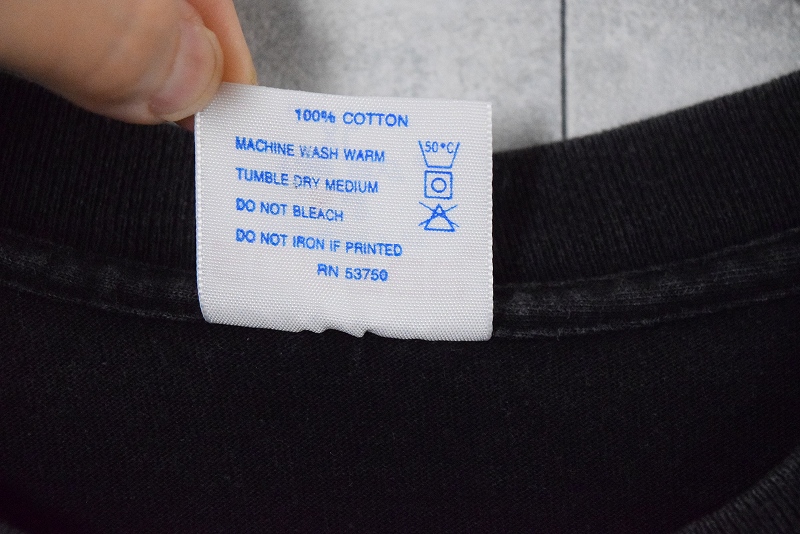 100% COTTON
MACHINE WASH WARM
50°C
TUMBLE DRY MEDIUM
DO NOT BLEACH
DO NOT IRON IF PRINTED
RN 53750